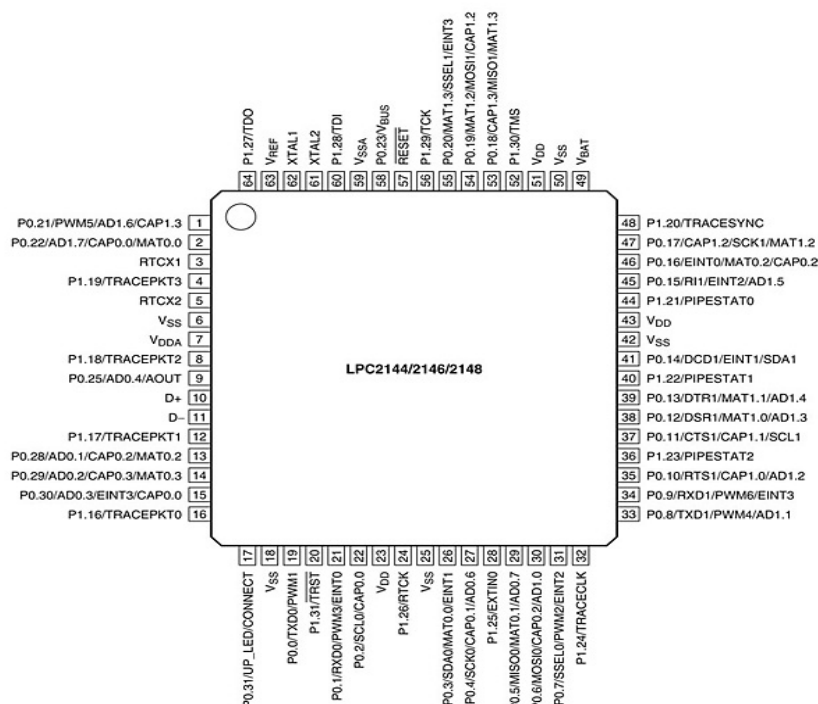 64 P1.27/TDO
63 VREF
62 XTAL1
61 XTAL2
60 P1.28/TDI
59 VSSA
58 P0.23/VBUS
57 RESET
56 P1.29/TCK
55 P0.20/MAT1.3/SSEL1/EINT3
54 P0.19/MAT1.2/MOSI1/CAP1.2
53 P0.18/CAP1.3/MISO1/MAT1.3
52 P1.30/TMS
51 VDD
50 VSS
49 VBAT
P0.21/PWM5/AD1.6/CAP1.3 1
P0.22/AD1.7/CAP0.0/MAT0.0 2
RTCX1 3
P1.19/TRACEPKT3 4
RTCX2 5
VSS 6
VDDA 7
P1.18/TRACEPKT2 8
P0.25/AD0.4/AOUT 9
D+ 10
D− 11
P1.17/TRACEPKT1 12
P0.28/AD0.1/CAP0.2/MAT0.2 13
P0.29/AD0.2/CAP0.3/MAT0.3 14
P0.30/AD0.3/EINT3/CAP0.0 15
P1.16/TRACEPKT0 16
LPC2144/2146/2148
48 P1.20/TRACESYNC
47 P0.17/CAP1.2/SCK1/MAT1.2
46 P0.16/EINT0/MAT0.2/CAP0.2
45 P0.15/RI1/EINT2/AD1.5
44 P1.21/PIPESTAT0
43 VDD
42 VSS
41 P0.14/DCD1/EINT1/SDA1
40 P1.22/PIPESTAT1
39 P0.13/DTR1/MAT1.1/AD1.4
38 P0.12/DSR1/MAT1.0/AD1.3
37 P0.11/CTS1/CAP1.1/SCL1
36 P1.23/PIPESTAT2
35 P0.10/RTS1/CAP1.0/AD1.2
34 P0.9/RXD1/PWM6/EINT3
33 P0.8/TXD1/PWM4/AD1.1
P0.31/UP_LED/CONNECT 17
VSS 18
P0.0/TXD0/PWM1 19
P1.31/TRST 20
P0.1/RXD0/PWM3/EINT0 21
P0.2/SCL0/CAP0.0 22
VDD 23
P1.26/RTCK 24
VSS 25
P0.3/SDA0/MAT0.0/EINT1 26
P0.4/SCK0/CAP0.1/AD0.6 27
P1.25/EXTIN0 28
P0.5/MISO0/MAT0.1/AD0.7 29
P0.6/MOSI0/CAP0.2/AD1.0 30
P0.7/SSEL0/PWM2/EINT2 31
P1.24/TRACECLK 32